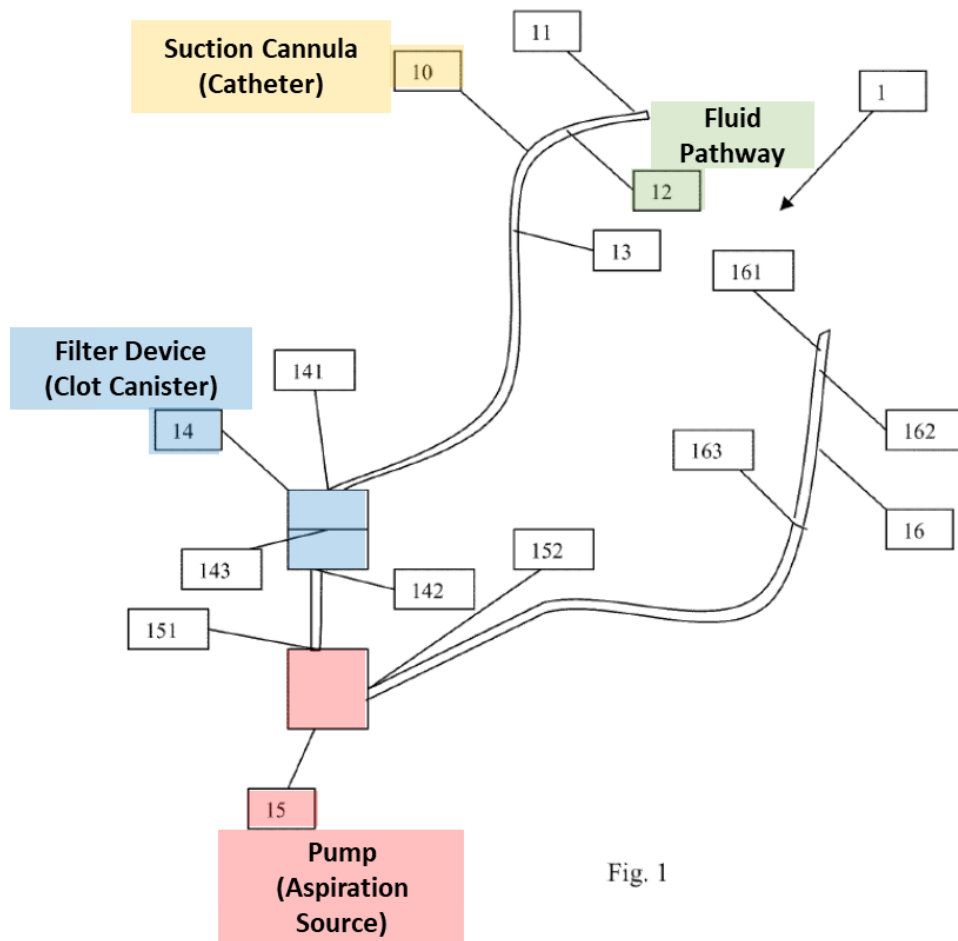 11
Suction Cannula
(Catheter)
10
1
Fluid
Pathway
12
13
161
Filter Device
(Clot Canister)
141
14
162
163
16
152
143
142
151
15
Pump
(Aspiration
Source)
Fig. 1